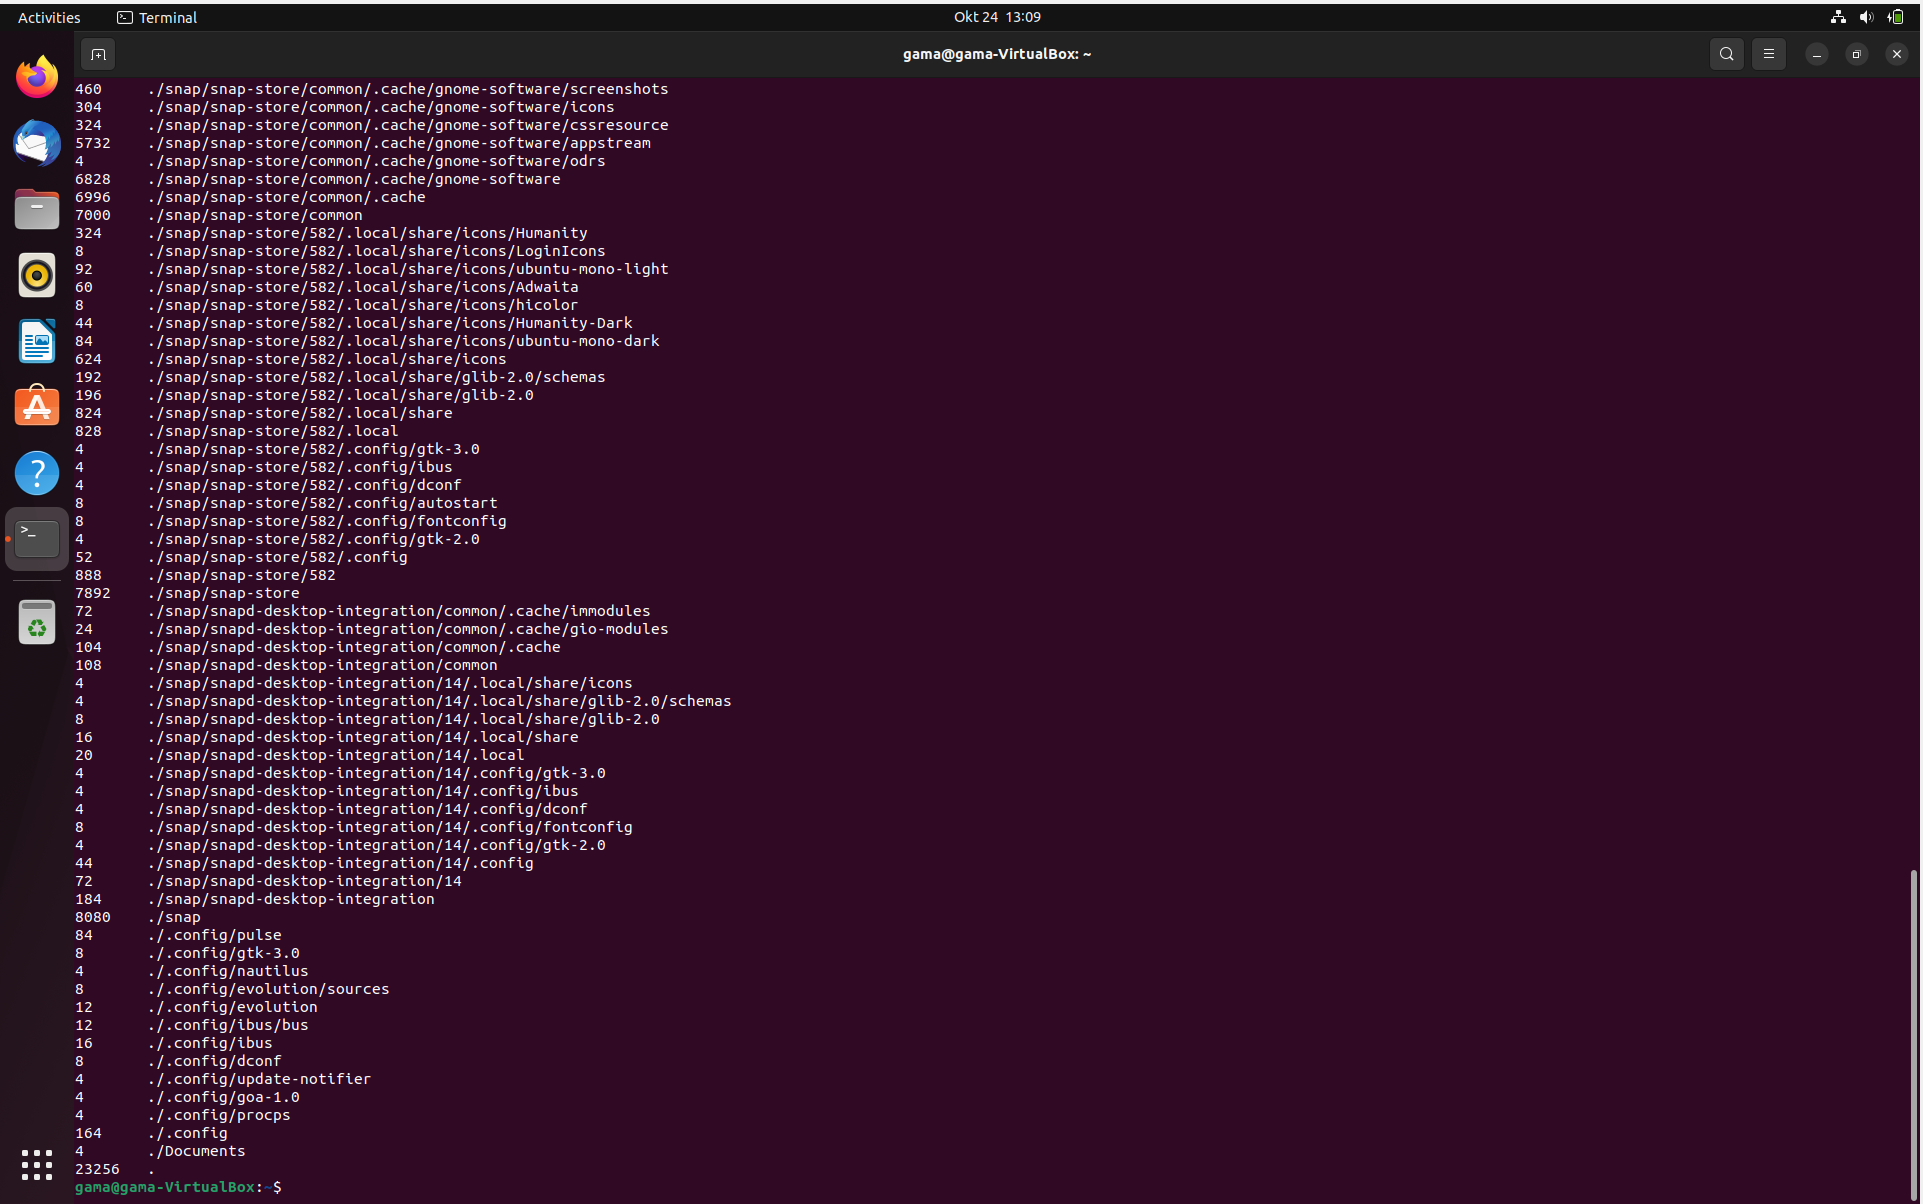 Activities Terminal Okt 24 13:09
gama@gama-VirtualBox: ~
460 ./snap/snap-store/common/.cache/gnome-software/screenshots
304 ./snap/snap-store/common/.cache/gnome-software/icons
324 ./snap/snap-store/common/.cache/gnome-software/cssresource
5732 ./snap/snap-store/common/.cache/gnome-software/appstream
4 ./snap/snap-store/common/.cache/gnome-software/odrs
6828 ./snap/snap-store/common/.cache/gnome-software
6996 ./snap/snap-store/common/.cache
7000 ./snap/snap-store/common
324 ./snap/snap-store/582/.local/share/icons/Humanity
8 ./snap/snap-store/582/.local/share/icons/LoginIcons
92 ./snap/snap-store/582/.local/share/icons/ubuntu-mono-light
60 ./snap/snap-store/582/.local/share/icons/Adwaita
8 ./snap/snap-store/582/.local/share/icons/hicolor
44 ./snap/snap-store/582/.local/share/icons/Humanity-Dark
84 ./snap/snap-store/582/.local/share/icons/ubuntu-mono-dark
624 ./snap/snap-store/582/.local/share/icons
192 ./snap/snap-store/582/.local/share/glib-2.0/schemas
196 ./snap/snap-store/582/.local/share/glib-2.0
824 ./snap/snap-store/582/.local/share
828 ./snap/snap-store/582/.local
4 ./snap/snap-store/582/.config/gtk-3.0
4 ./snap/snap-store/582/.config/ibus
4 ./snap/snap-store/582/.config/dconf
8 ./snap/snap-store/582/.config/autostart
8 ./snap/snap-store/582/.config/fontconfig
4 ./snap/snap-store/582/.config/gtk-2.0
52 ./snap/snap-store/582/.config
888 ./snap/snap-store/582
7892 ./snap/snap-store
72 ./snap/snapd-desktop-integration/common/.cache/immodules
24 ./snap/snapd-desktop-integration/common/.cache/gio-modules
104 ./snap/snapd-desktop-integration/common/.cache
108 ./snap/snapd-desktop-integration/common
4 ./snap/snapd-desktop-integration/14/.local/share/icons
4 ./snap/snapd-desktop-integration/14/.local/share/glib-2.0/schemas
8 ./snap/snapd-desktop-integration/14/.local/share/glib-2.0
16 ./snap/snapd-desktop-integration/14/.local/share
20 ./snap/snapd-desktop-integration/14/.local
4 ./snap/snapd-desktop-integration/14/.config/gtk-3.0
4 ./snap/snapd-desktop-integration/14/.config/ibus
4 ./snap/snapd-desktop-integration/14/.config/dconf
8 ./snap/snapd-desktop-integration/14/.config/fontconfig
4 ./snap/snapd-desktop-integration/14/.config/gtk-2.0
44 ./snap/snapd-desktop-integration/14/.config
72 ./snap/snapd-desktop-integration/14
184 ./snap/snapd-desktop-integration
8080 ./snap
84 ./.config/pulse
8 ./.config/gtk-3.0
4 ./.config/nautilus
8 ./.config/evolution/sources
12 ./.config/evolution
12 ./.config/ibus/bus
16 ./.config/ibus
8 ./.config/dconf
4 ./.config/update-notifier
4 ./.config/goa-1.0
4 ./.config/procps
164 ./.config
4 ./Documents
23256 .
gama@gama-VirtualBox:~$